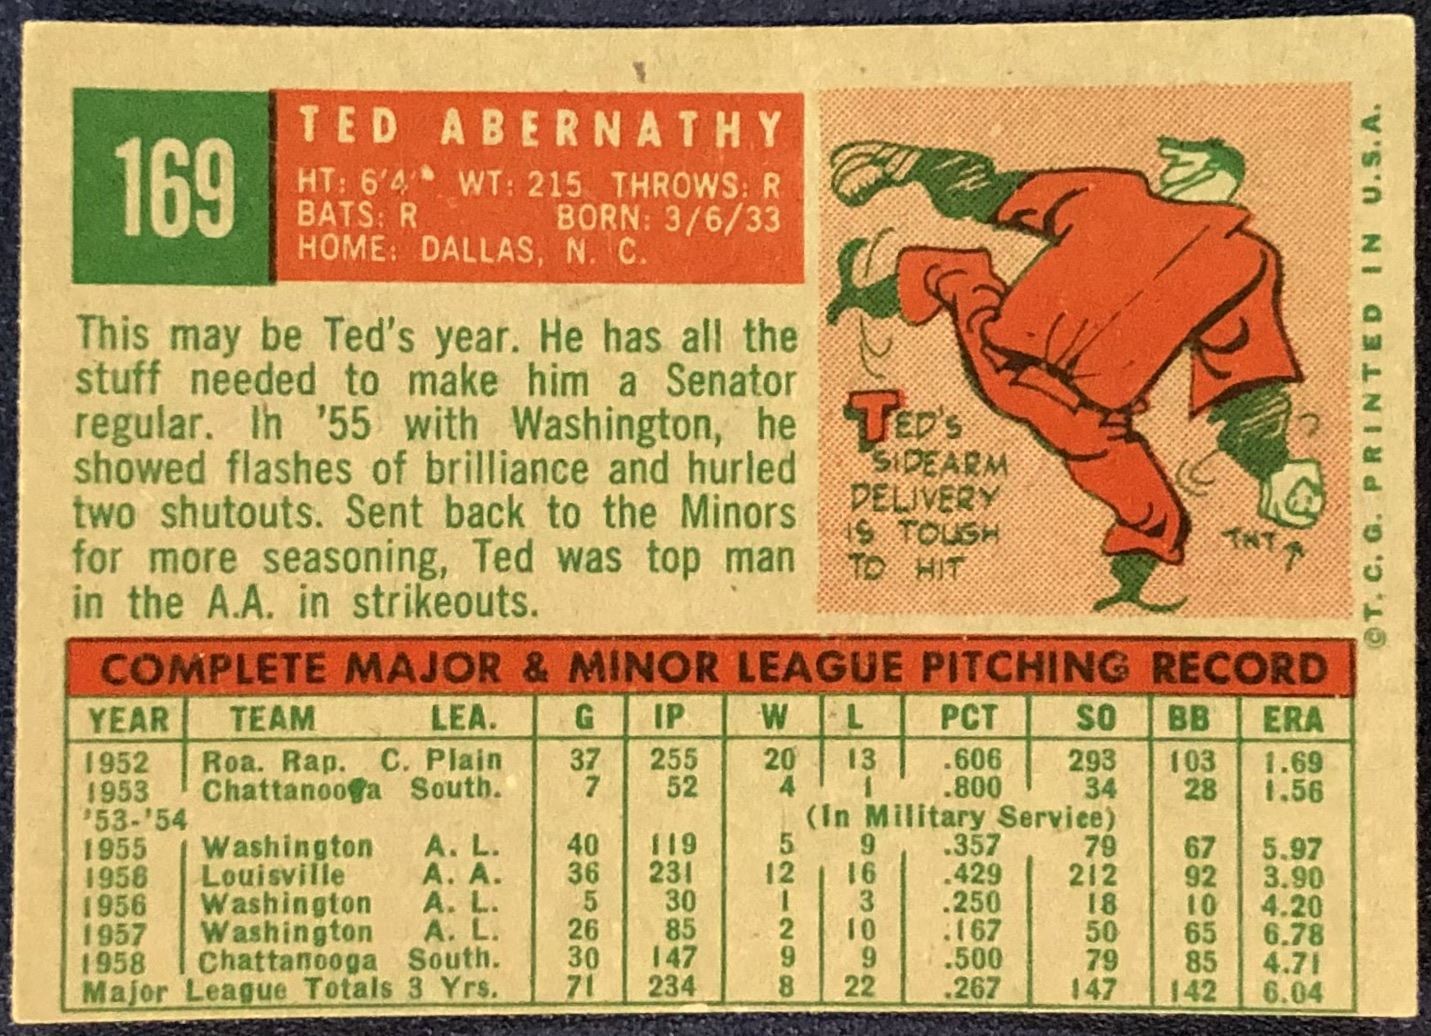 169
TED ABERNATHY
HT: 6'4" WT: 215 THROWS: R
BATS: R BORN: 3/6/33
HOME: DALLAS, N. C.
This may be Ted's year. He has all the
stuff needed to make him a Senator
regular. In '55 with Washington, he
showed flashes of brilliance and hurled
two shutouts. Sent back to the Minors
for more seasoning, Ted was top man
in the A.A. in strikeouts.
TED'S
SIDEARM
DELIVERY
IS TOUGH
TO HIT
TNT
©T.C.G. PRINTED IN U.S.A.
COMPLETE MAJOR & MINOR LEAGUE PITCHING RECORD
YEAR TEAM LEA. G IP W L PCT SO BB ERA
1952 Roa. Rap. C. Plain 37 255 20 13 .606 293 103 1.69
1953 Chattanooga South. 7 52 4 1 .800 34 28 1.56
'53-'54 (In Military Service)
1955 Washington A. L. 40 119 5 9 .357 79 67 5.97
1956 Louisville A. A. 36 231 12 16 .429 212 92 3.90
1956 Washington A. L. 5 30 1 3 .250 18 10 4.20
1957 Washington A. L. 26 85 2 10 .167 50 65 6.78
1958 Chattanooga South. 30 147 9 9 .500 79 85 4.71
Major League Totals 3 Yrs. 71 234 8 22 .267 147 142 6.04